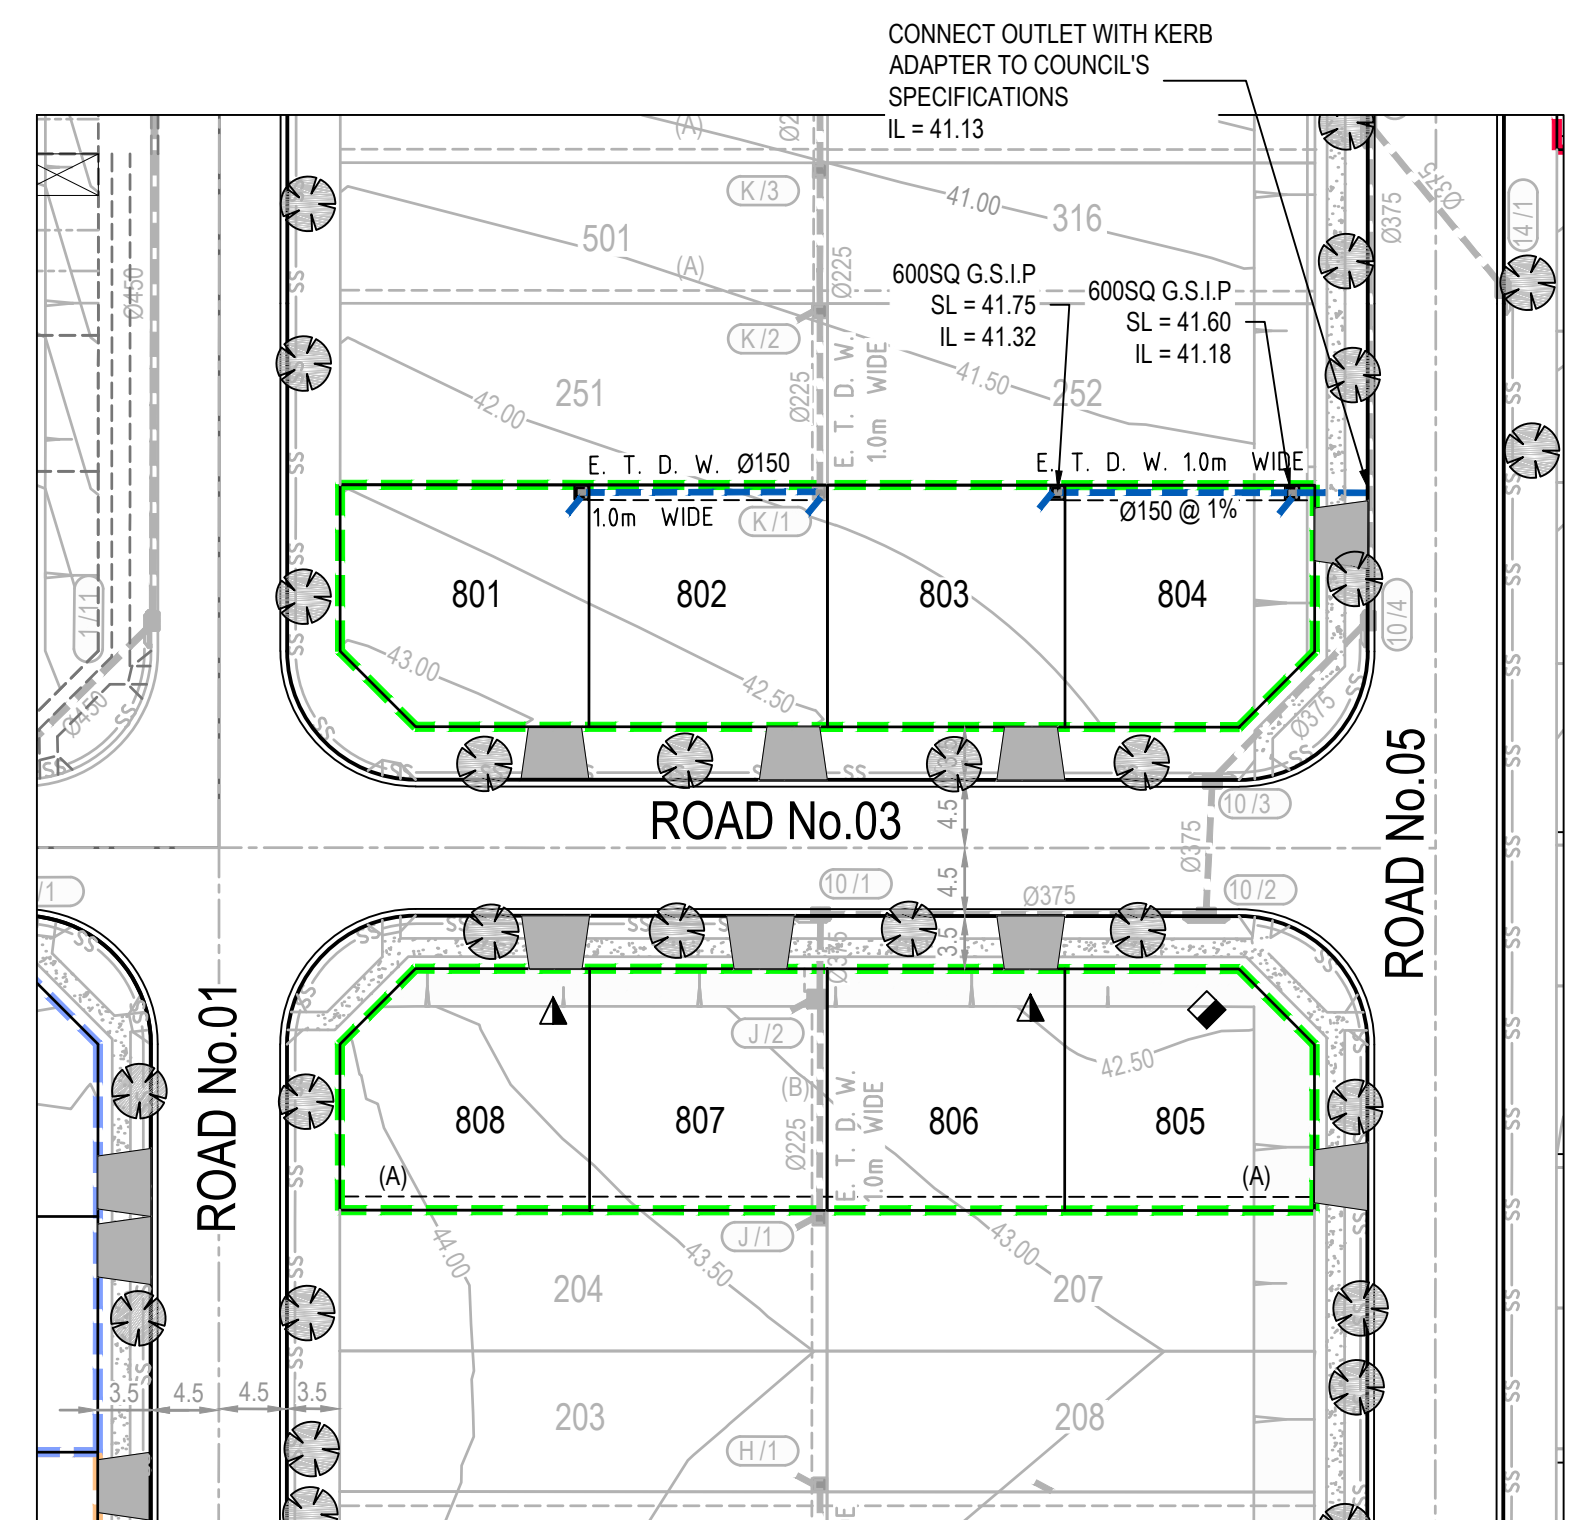 CONNECT OUTLET WITH KERB
ADAPTER TO COUNCIL'S
SPECIFICATIONS
IL = 41.13
(A)
K/3
501
41.00
316
Ø375
Ø375
14/1
(A)
Ø225
600SQ G.S.I.P
SL = 41.75
IL = 41.32
600SQ G.S.I.P
SL = 41.60
IL = 41.18
Ø450
K/2
251
42.00
Ø225
E. T. D. W.
1.0m WIDE
41.50
252
E. T. D. W. Ø150
1.0m WIDE
K/1
E. T. D. W. 1.0m WIDE
Ø150 @ 1%
801
802
803
804
1/11
10/4
43.00
42.50
Ø450
Ø375
SS
ROAD No.03
4.5
10/3
ROAD No.05
Ø375
/1
10/1
4.5
Ø375
10/2
3.5
Ø375
ROAD No.01
J/2
42.50
(B)
808
807
806
805
Ø225
E. T. D. W.
1.0m WIDE
(A)
(A)
J/1
44.00
43.50
43.00
204
207
3.5
4.5
4.5
3.5
203
208
H/1